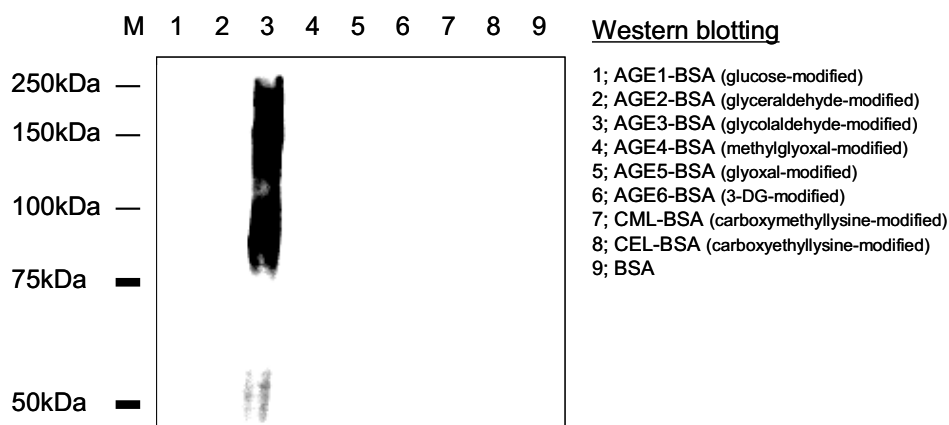 M 1 2 3 4 5 6 7 8 9
250kDa
150kDa
100kDa
75kDa
50kDa
Western blotting
1; AGE1-BSA (glucose-modified)
2; AGE2-BSA (glyceraldehyde-modified)
3; AGE3-BSA (glycolaldehyde-modified)
4; AGE4-BSA (methylglyoxal-modified)
5; AGE5-BSA (glyoxal-modified)
6; AGE6-BSA (3-DG-modified)
7; CML-BSA (carboxymethyllysine-modified)
8; CEL-BSA (carboxyethyllysine-modified)
9; BSA